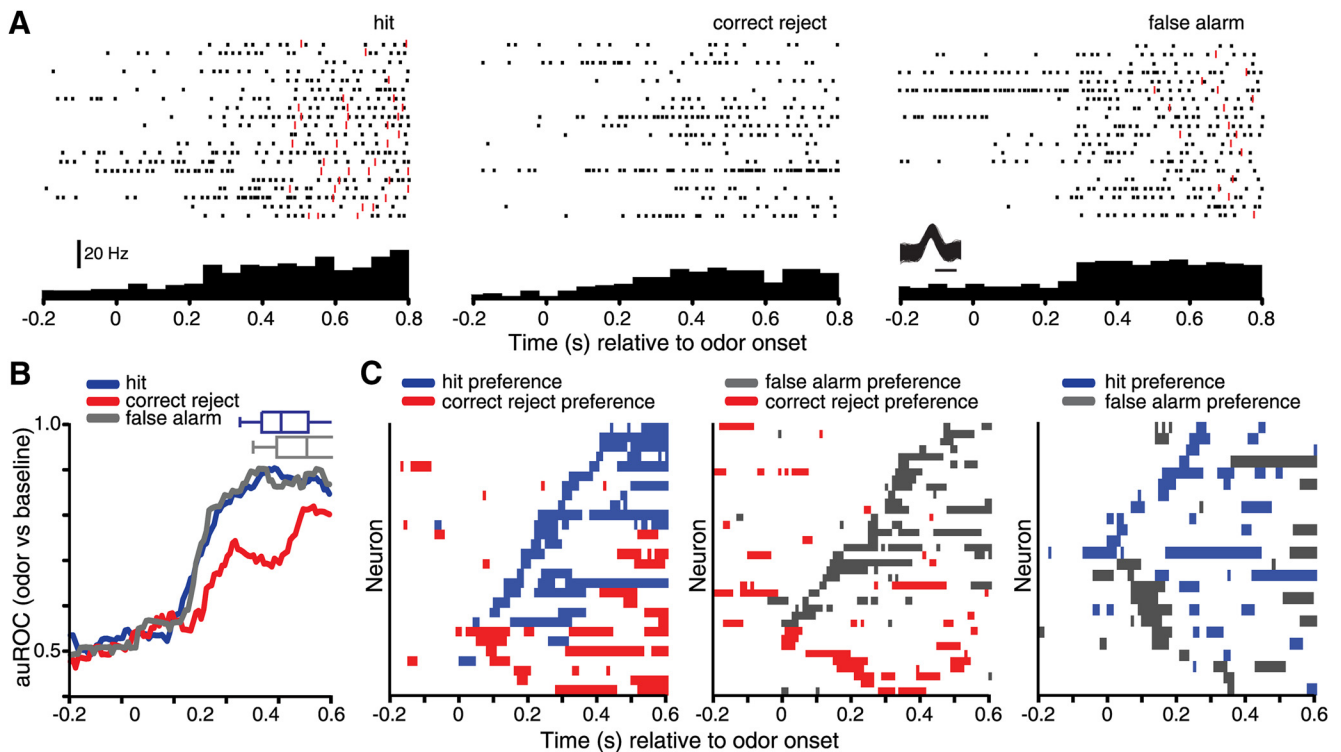 A
hit
correct reject
false alarm
20 Hz
-0.2 0 0.2 0.4 0.6 0.8
-0.2 0 0.2 0.4 0.6 0.8
-0.2 0 0.2 0.4 0.6 0.8
Time (s) relative to odor onset
B
hit
correct reject
false alarm
auROC (odor vs baseline)
1.0
0.5
-0.2 0 0.2 0.4 0.6
C
hit preference
correct reject preference
false alarm preference
correct reject preference
hit preference
false alarm preference
Neuron
Neuron
Neuron
-0.2 0 0.2 0.4 0.6
-0.2 0 0.2 0.4 0.6
-0.2 0 0.2 0.4 0.6
Time (s) relative to odor onset